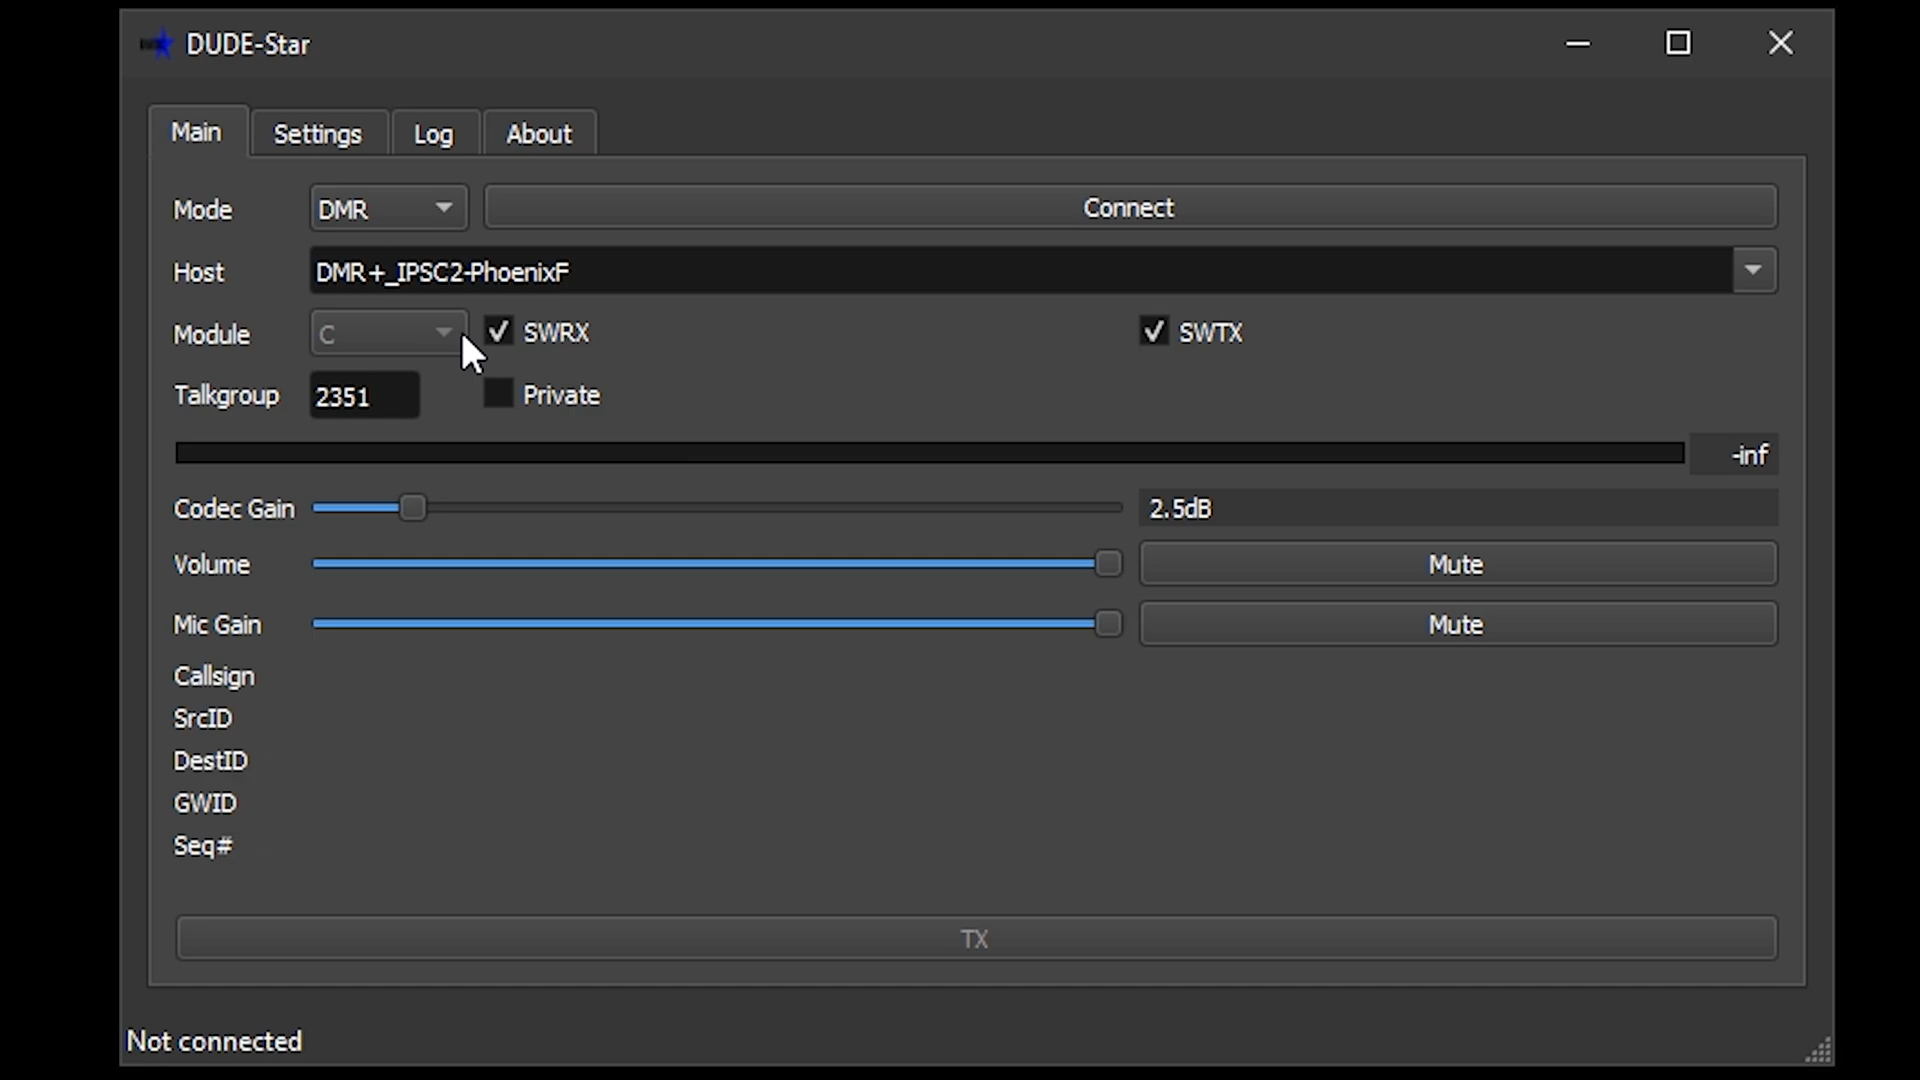 DUDE-Star
Main Settings Log About
Mode DMR Connect
Host DMR+_IPSC2-PhoenixF
Module C SWRX SWTX
Talkgroup 2351 Private
-inf
Codec Gain 2.5dB
Volume Mute
Mic Gain Mute
Callsign
SrcID
DestID
GWID
Seq#
TX
Not connected